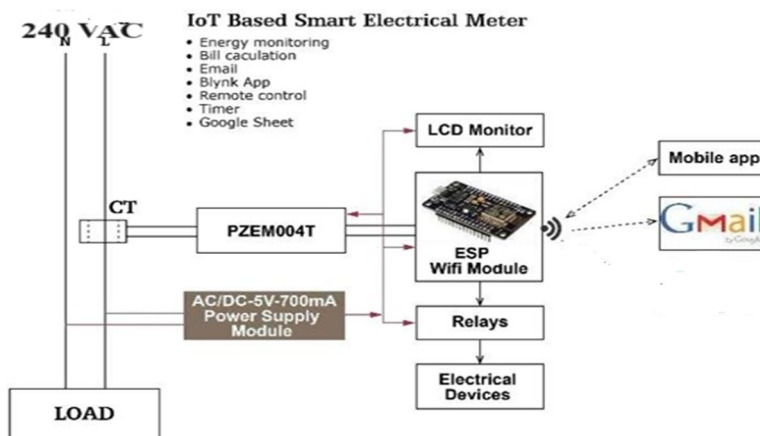 IoT Based Smart Electrical Meter
240 VAC
N L
• Energy monitoring
• Bill caculation
• Email
• Blynk App
• Remote control
• Timer
• Google Sheet
LCD Monitor
Mobile app
CT
PZEM004T
Gmail
by Google
ESP
Wifi Module
AC/DC-5V-700mA
Power Supply
Module
Relays
Electrical
Devices
LOAD